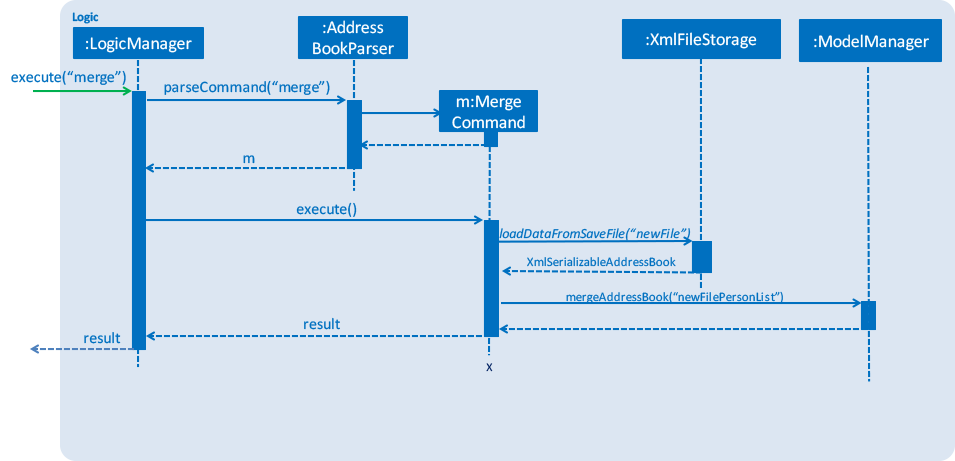 Logic
:LogicManager
:Address
BookParser
:XmlFileStorage
:ModelManager
execute(“merge”)
parseCommand(“merge”)
m:Merge
Command
m
execute()
loadDataFromSaveFile(“newFile”)
XmlSerializableAddressBook
mergeAddressBook(“newFilePersonList”)
result
result
x